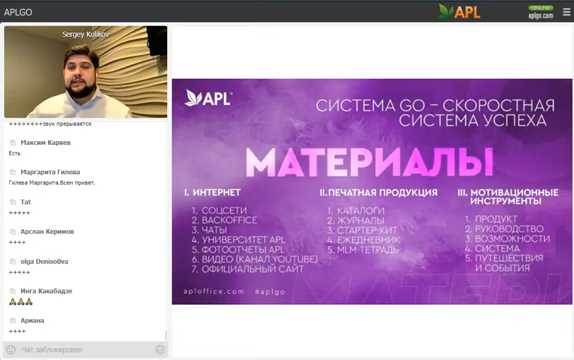 APLGO
APL
ONLINE
aplgo.com
Sergey Kulikov
++++++++звук прерывается
Максим Каряев
Есть
Маргарита Гилева
Гилева Маргарита.Всем привет.
Tat
+++++
Арслан Керимов
++++
olga Deniso0va
+++++
Инга Какабадзе
🙏🙏🙏
Аркана
++++
Чат заблокирован
APL
СИСТЕМА GO – СКОРОСТНАЯ
СИСТЕМА УСПЕХА
МАТЕРИАЛЫ
I. ИНТЕРНЕТ
1. СОЦСЕТИ
2. BACKOFFICE
3. ЧАТЫ
4. УНИВЕРСИТЕТ APL
5. ФОТООТЧЕТЫ APL
6. ВИДЕО (КАНАЛ YOUTUBE)
7. ОФИЦИАЛЬНЫЙ САЙТ
II. ПЕЧАТНАЯ ПРОДУКЦИЯ
1. КАТАЛОГИ
2. ЖУРНАЛЫ
3. СТАРТЕР-КИТ
4. ЕЖЕДНЕВНИК
5. МЛМ-ТЕТРАДЬ
III. МОТИВАЦИОННЫЕ
ИНСТРУМЕНТЫ
1. ПРОДУКТ
2. РУКОВОДСТВО
3. ВОЗМОЖНОСТИ
4. СИСТЕМА
5. ПУТЕШЕСТВИЯ
И СОБЫТИЯ
aploffice.com #aplgo